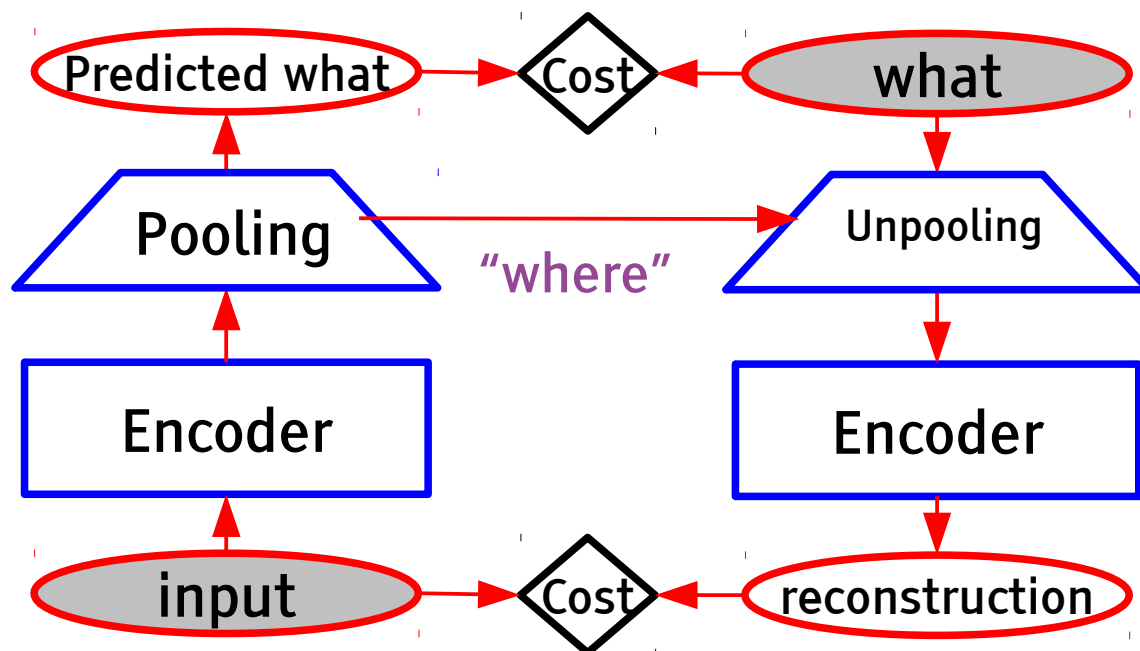 Predicted what
Cost
what
Pooling
Unpooling
“where”
Encoder
Encoder
input
Cost
reconstruction